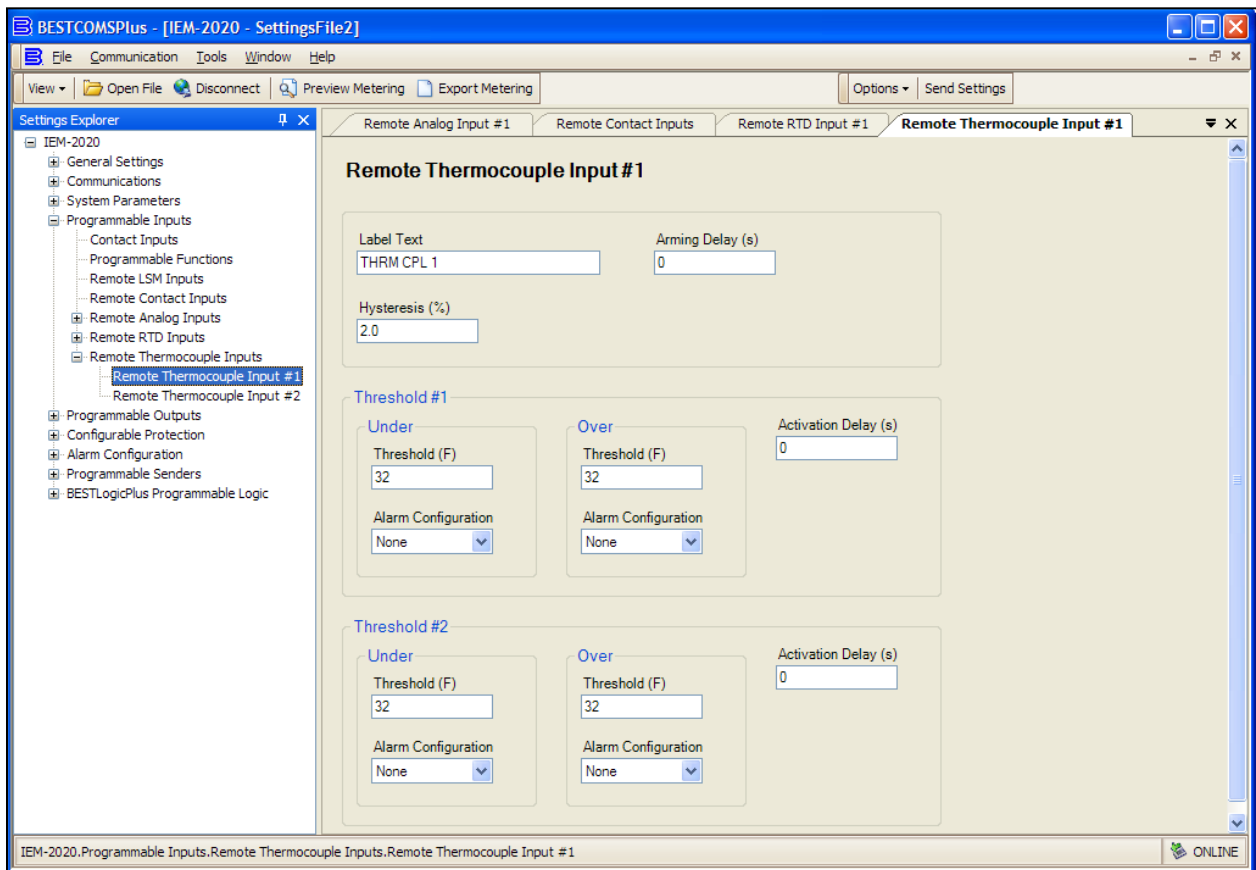 BESTCOMSPlus - [IEM-2020 - SettingsFile2]
File Communication Tools Window Help
View Open File Disconnect Preview Metering Export Metering Options Send Settings
Settings Explorer
IEM-2020
General Settings
Communications
System Parameters
Programmable Inputs
Contact Inputs
Programmable Functions
Remote LSM Inputs
Remote Contact Inputs
Remote Analog Inputs
Remote RTD Inputs
Remote Thermocouple Inputs
Remote Thermocouple Input #1
Remote Thermocouple Input #2
Programmable Outputs
Configurable Protection
Alarm Configuration
Programmable Senders
BESTLogicPlus Programmable Logic
Remote Analog Input #1 Remote Contact Inputs Remote RTD Input #1 Remote Thermocouple Input #1
Remote Thermocouple Input #1
Label Text Arming Delay (s)
THRM CPL 1 0
Hysteresis (%)
2.0
Threshold #1
Under Over Activation Delay (s)
0
Threshold (F) Threshold (F)
32 32
Alarm Configuration Alarm Configuration
None None
Threshold #2
Under Over Activation Delay (s)
0
Threshold (F) Threshold (F)
32 32
Alarm Configuration Alarm Configuration
None None
IEM-2020.Programmable Inputs.Remote Thermocouple Inputs.Remote Thermocouple Input #1 ONLINE